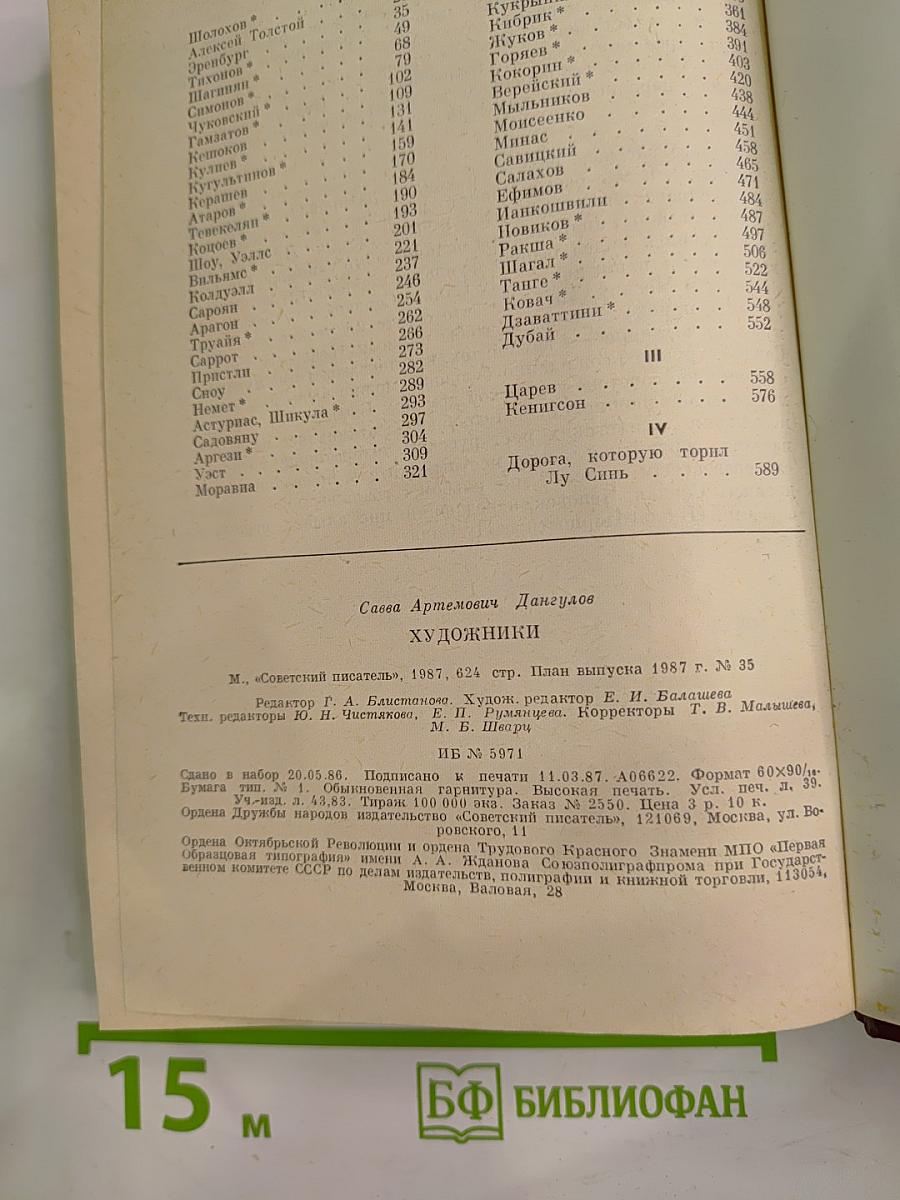 Шолохов *
Алексей Толстой
Эренбург 35
Тихонов * 49
Шагинян * 68
Симонов * 79
Чуковский * 102
Гамзатов * 109
Кешоков 131
Кулиев * 141
Кугультинов * 159
Керашев 170
Атаров * 184
Тевекелян * 190
Коцоев * 193
Шоу, Уэллс 201
Вильямс * 221
Колдуэлл 237
Сароян 246
Арагон 254
Труайя * 262
Саррот 266
Пристли 273
Сноу 282
Немет * 289
Астуриас, Шикула * 293
Садовяну 297
Аргези * 304
Уэст 309
Моравиа 321
Кибрик * 361
Жуков * 384
Горяев * 391
Кокорин * 403
Верейский * 420
Мыльников 438
Моисеенко 444
Минас 451
Савицкий 458
Салахов 465
Ефимов 471
Ианкошвили 484
Новиков * 487
Ракша * 497
Шагал * 506
Танге * 522
Ковач * 544
Дзаваттини * 548
Дубай 552
III
Царев 558
Кенигсон 576
IV
Дорога, которую торил
Лу Синь 589
Савва Артемович Дангулов
ХУДОЖНИКИ
М., «Советский писатель», 1987, 624 стр. План выпуска 1987 г. № 35
Редактор Г. А. Блистанова. Худож. редактор Е. И. Балашева
Техн. редакторы Ю. Н. Чистякова, Е. П. Румянцева. Корректоры Т. В. Малышева,
М. Б. Шварц
ИБ № 5971
Сдано в набор 20.05.86. Подписано к печати 11.03.87. А06622. Формат 60×90/16.
Бумага тип. № 1. Обыкновенная гарнитура. Высокая печать. Усл. печ. л. 39.
Уч.-изд. л. 43,83. Тираж 100 000 экз. Заказ № 2550. Цена 3 р. 10 к.
Ордена Дружбы народов издательство «Советский писатель», 121069, Москва, ул. Во-
ровского, 11
Ордена Октябрьской Революции и ордена Трудового Красного Знамени МПО «Первая
Образцовая типография» имени А. А. Жданова Союзполиграфпрома при Государст-
венном комитете СССР по делам издательств, полиграфии и книжной торговли, 113054,
Москва, Валовая, 28
15 м
БФ БИБЛИОФАН